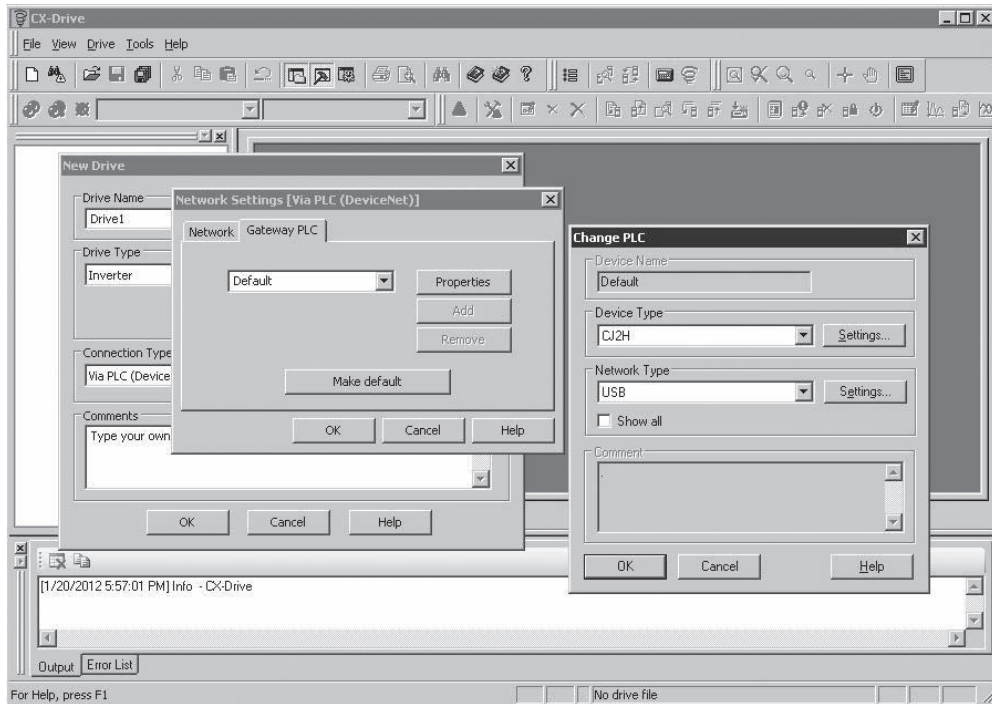 CX-Drive
File View Drive Tools Help
New Drive
Drive Name
Drive1
Drive Type
Inverter
Connection Type
Via PLC (Device
Comments
Type your own
OK Cancel Help
Network Settings [Via PLC (DeviceNet)]
Network Gateway PLC
Default
Properties
Add
Remove
Make default
OK Cancel Help
Change PLC
Device Name
Default
Device Type
CJ2H Settings...
Network Type
USB Settings...
Show all
Comment
.
OK Cancel Help
[1/20/2012 5:57:01 PM] Info - CX-Drive
Output Error List
For Help, press F1 No drive file